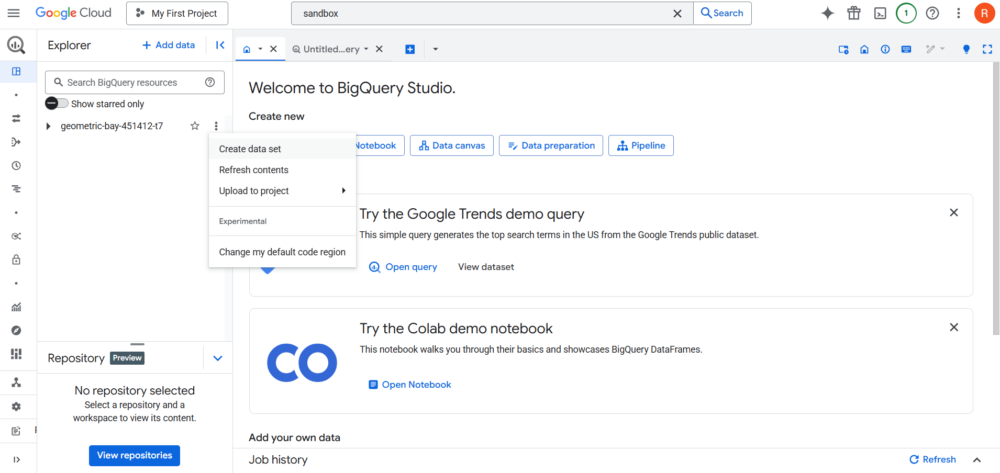 Google Cloud
My First Project
sandbox
Search
1
R
Explorer
+ Add data
Untitled...ery
Search BigQuery resources
Show starred only
geometric-bay-451412-t7
Create data set
Refresh contents
Upload to project
Experimental
Change my default code region
Welcome to BigQuery Studio.
Create new
Notebook
Data canvas
Data preparation
Pipeline
Try the Google Trends demo query
This simple query generates the top search terms in the US from the Google Trends public dataset.
Open query
View dataset
Try the Colab demo notebook
This notebook walks you through their basics and showcases BigQuery DataFrames.
Open Notebook
Repository Preview
No repository selected
Select a repository and a
workspace to view its content.
View repositories
Add your own data
Job history
Refresh